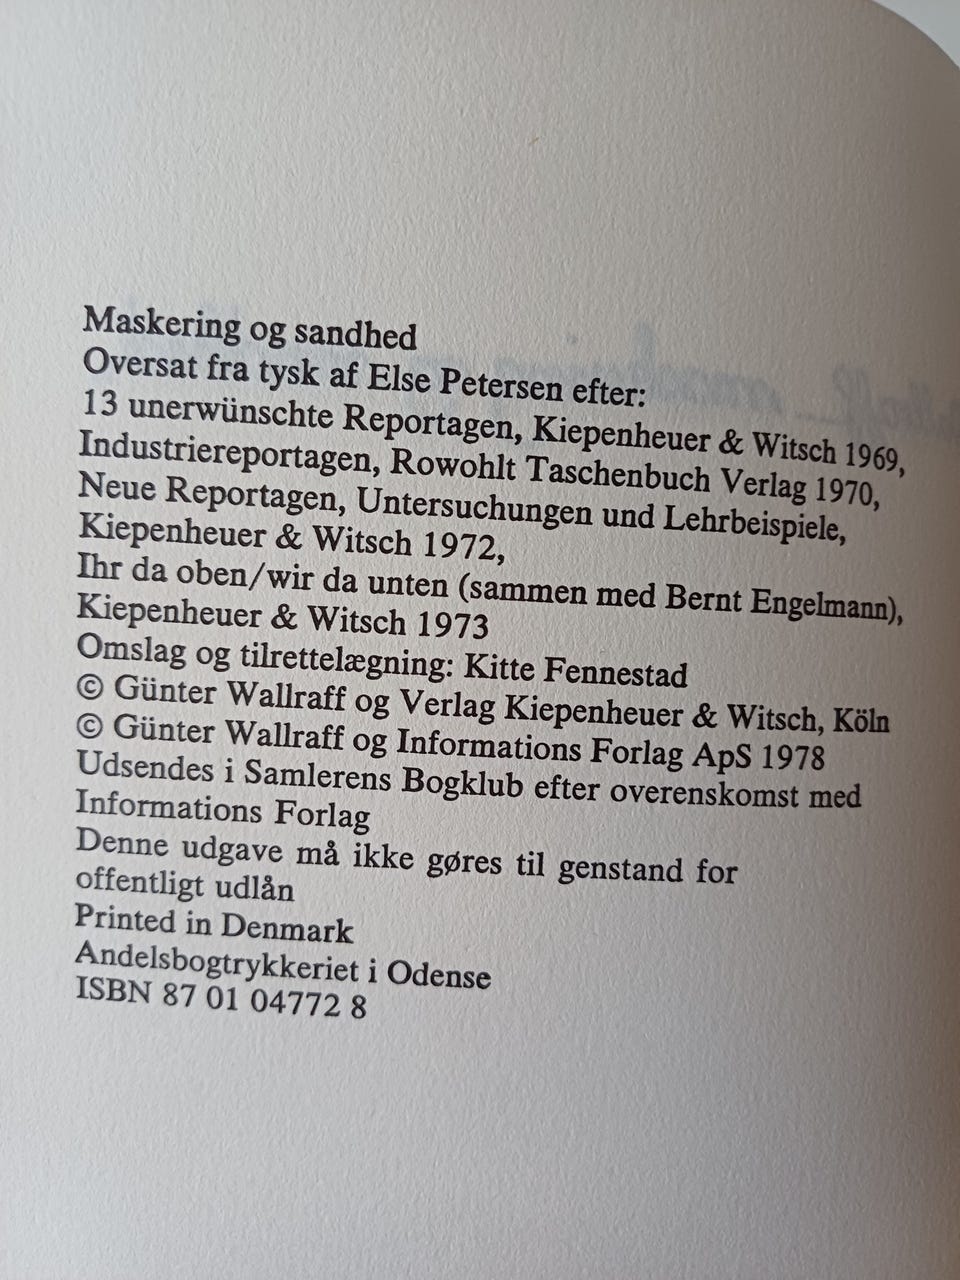 Maskering og sandhed
Oversat fra tysk af Else Petersen efter:
13 unerwünschte Reportagen, Kiepenheuer & Witsch 1969,
Industriereportagen, Rowohlt Taschenbuch Verlag 1970,
Neue Reportagen, Untersuchungen und Lehrbeispiele,
Kiepenheuer & Witsch 1972,
Ihr da oben/wir da unten (sammen med Bernt Engelmann),
Kiepenheuer & Witsch 1973
Omslag og tilrettelægning: Kitte Fennestad
© Günter Wallraff og Verlag Kiepenheuer & Witsch, Köln
© Günter Wallraff og Informations Forlag ApS 1978
Udsendes i Samlerens Bogklub efter overenskomst med
Informations Forlag
Denne udgave må ikke gøres til genstand for
offentligt udlån
Printed in Denmark
Andelsbogtrykkeriet i Odense
ISBN 87 01 04772 8